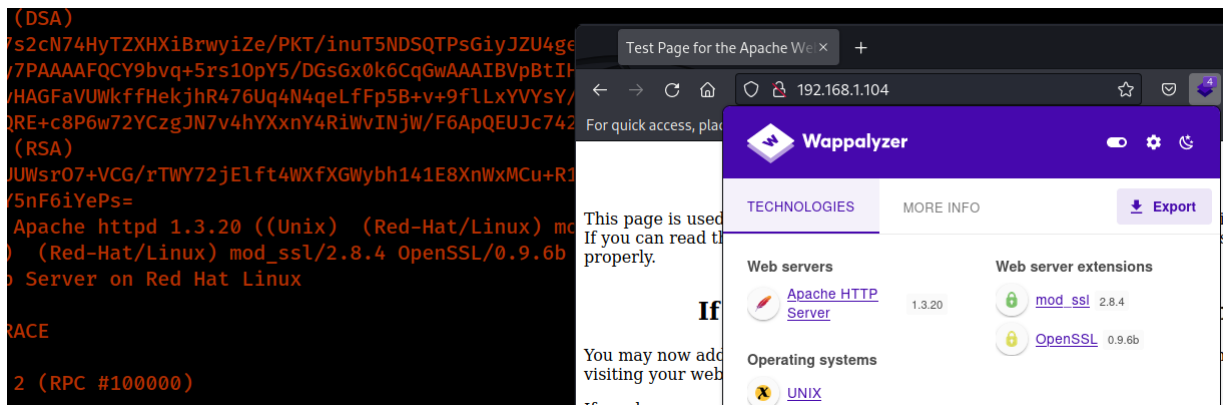 (DSA)
7s2cN74HyTZXHXiBrwyiZe/PKT/inuT5NDSQTPsGiyJZU4ge
y7PAAAAFQCY9bvq+5rs1OpY5/DGsGx0k6CqGwAAAIBVpBtIH
vHAGFaVUWkffHekjhR476Uq4N4qeLfFp5B+v+9flLxYVYsY/
QRE+c8P6w72YCzgJN7v4hYXxnY4RiWvINjW/F6ApQEUJc742
(RSA)
UUWsrO7+VCG/rTWY72jElft4WXfXGWybh141E8XnWxMCu+R1
Y5nF6iYePs=
Apache httpd 1.3.20 ((Unix)  (Red-Hat/Linux) mo
)  (Red-Hat/Linux) mod_ssl/2.8.4 OpenSSL/0.9.6b
Server on Red Hat Linux
RACE
2 (RPC #100000)
Test Page for the Apache We
192.168.1.104
4
For quick access, plac
This page is used
If you can read th
properly.
If
You may now add
visiting your web
Wappalyzer
TECHNOLOGIES
MORE INFO
Export
Web servers
Apache HTTP
Server
1.3.20
Operating systems
UNIX
Web server extensions
mod_ssl 2.8.4
OpenSSL 0.9.6b